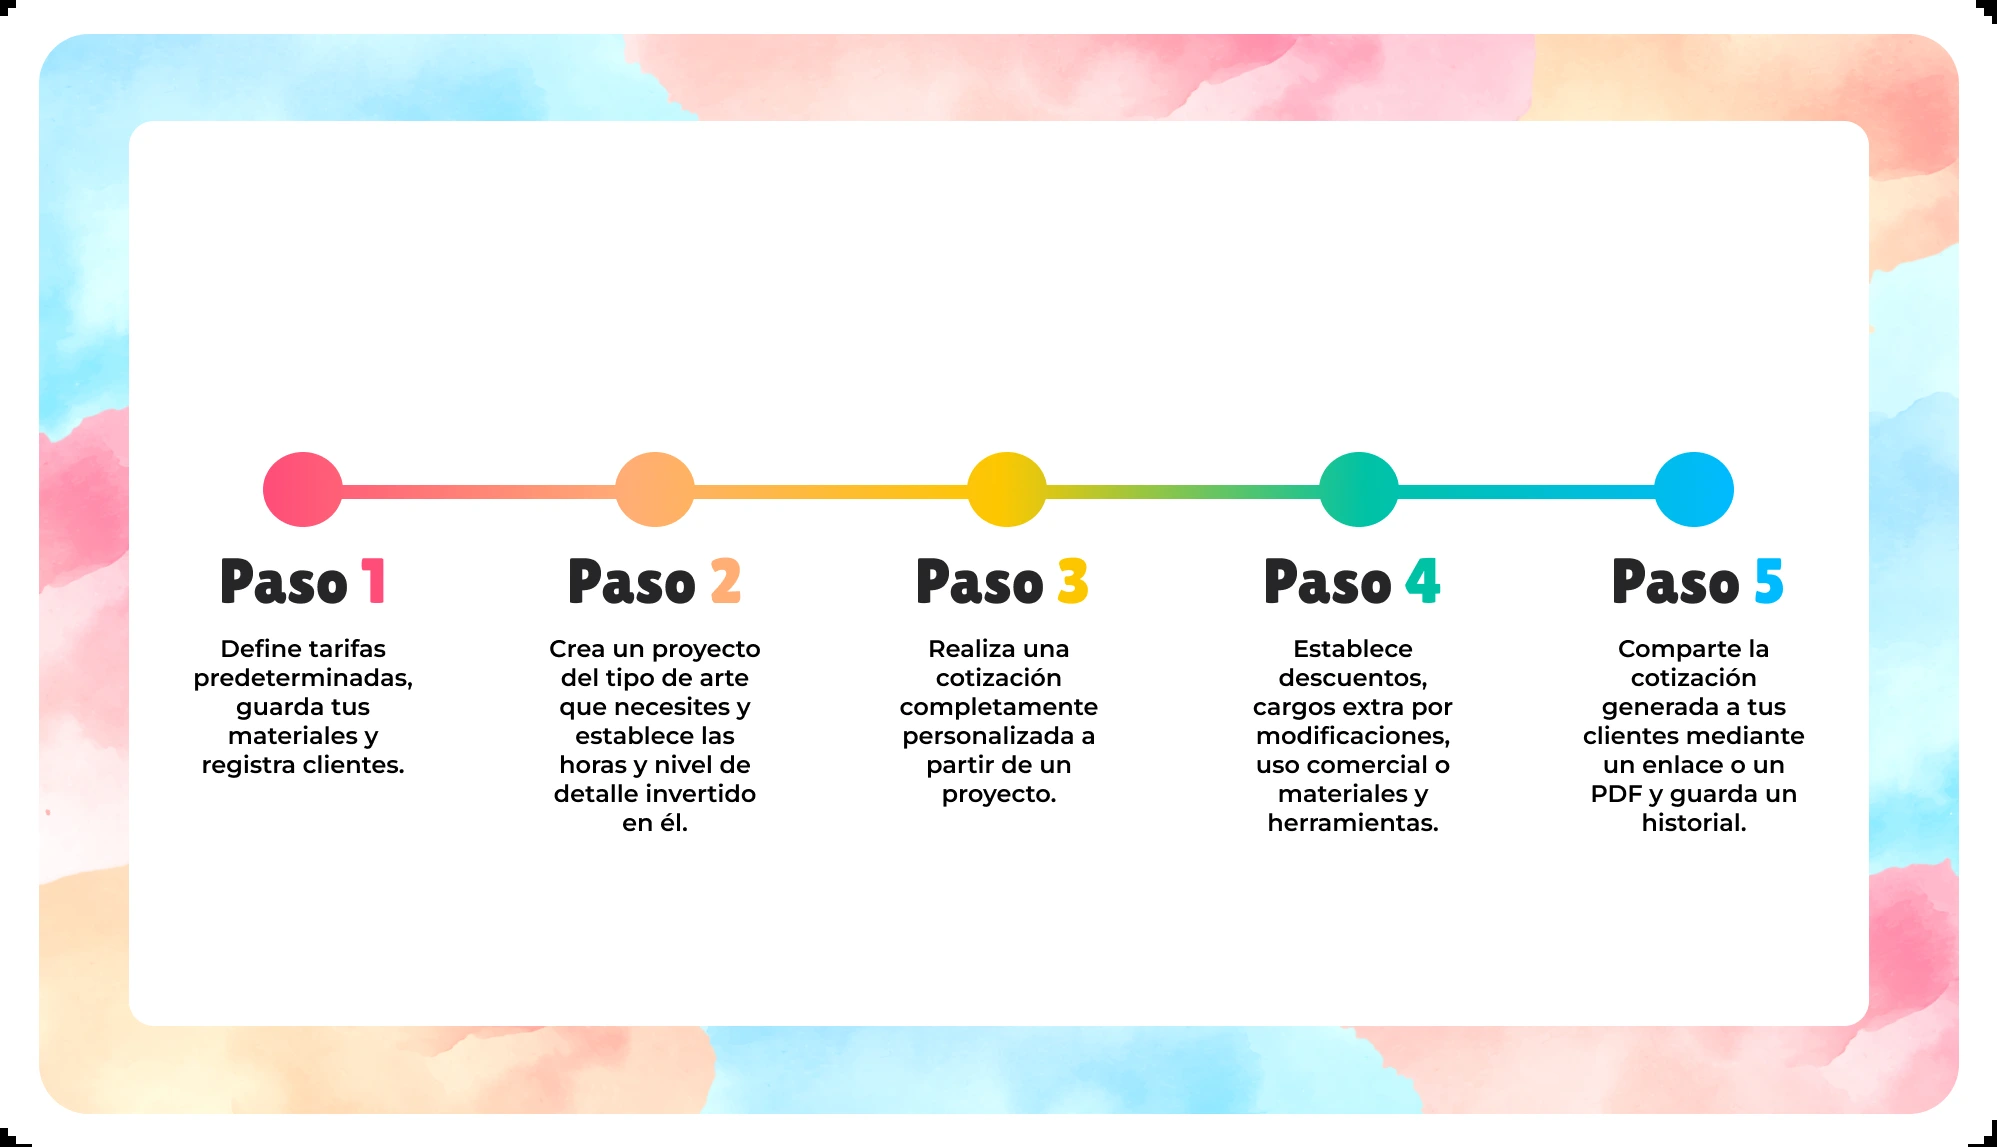 Paso 1
Define tarifas
predeterminadas,
guarda tus
materiales y
registra clientes.
Paso 2
Crea un proyecto
del tipo de arte
que necesites y
establece las
horas y nivel de
detalle invertido
en él.
Paso 3
Realiza una
cotización
completamente
personalizada a
partir de un
proyecto.
Paso 4
Establece
descuentos,
cargos extra por
modificaciones,
uso comercial o
materiales y
herramientas.
Paso 5
Comparte la
cotización
generada a tus
clientes mediante
un enlace o un
PDF y guarda un
historial.